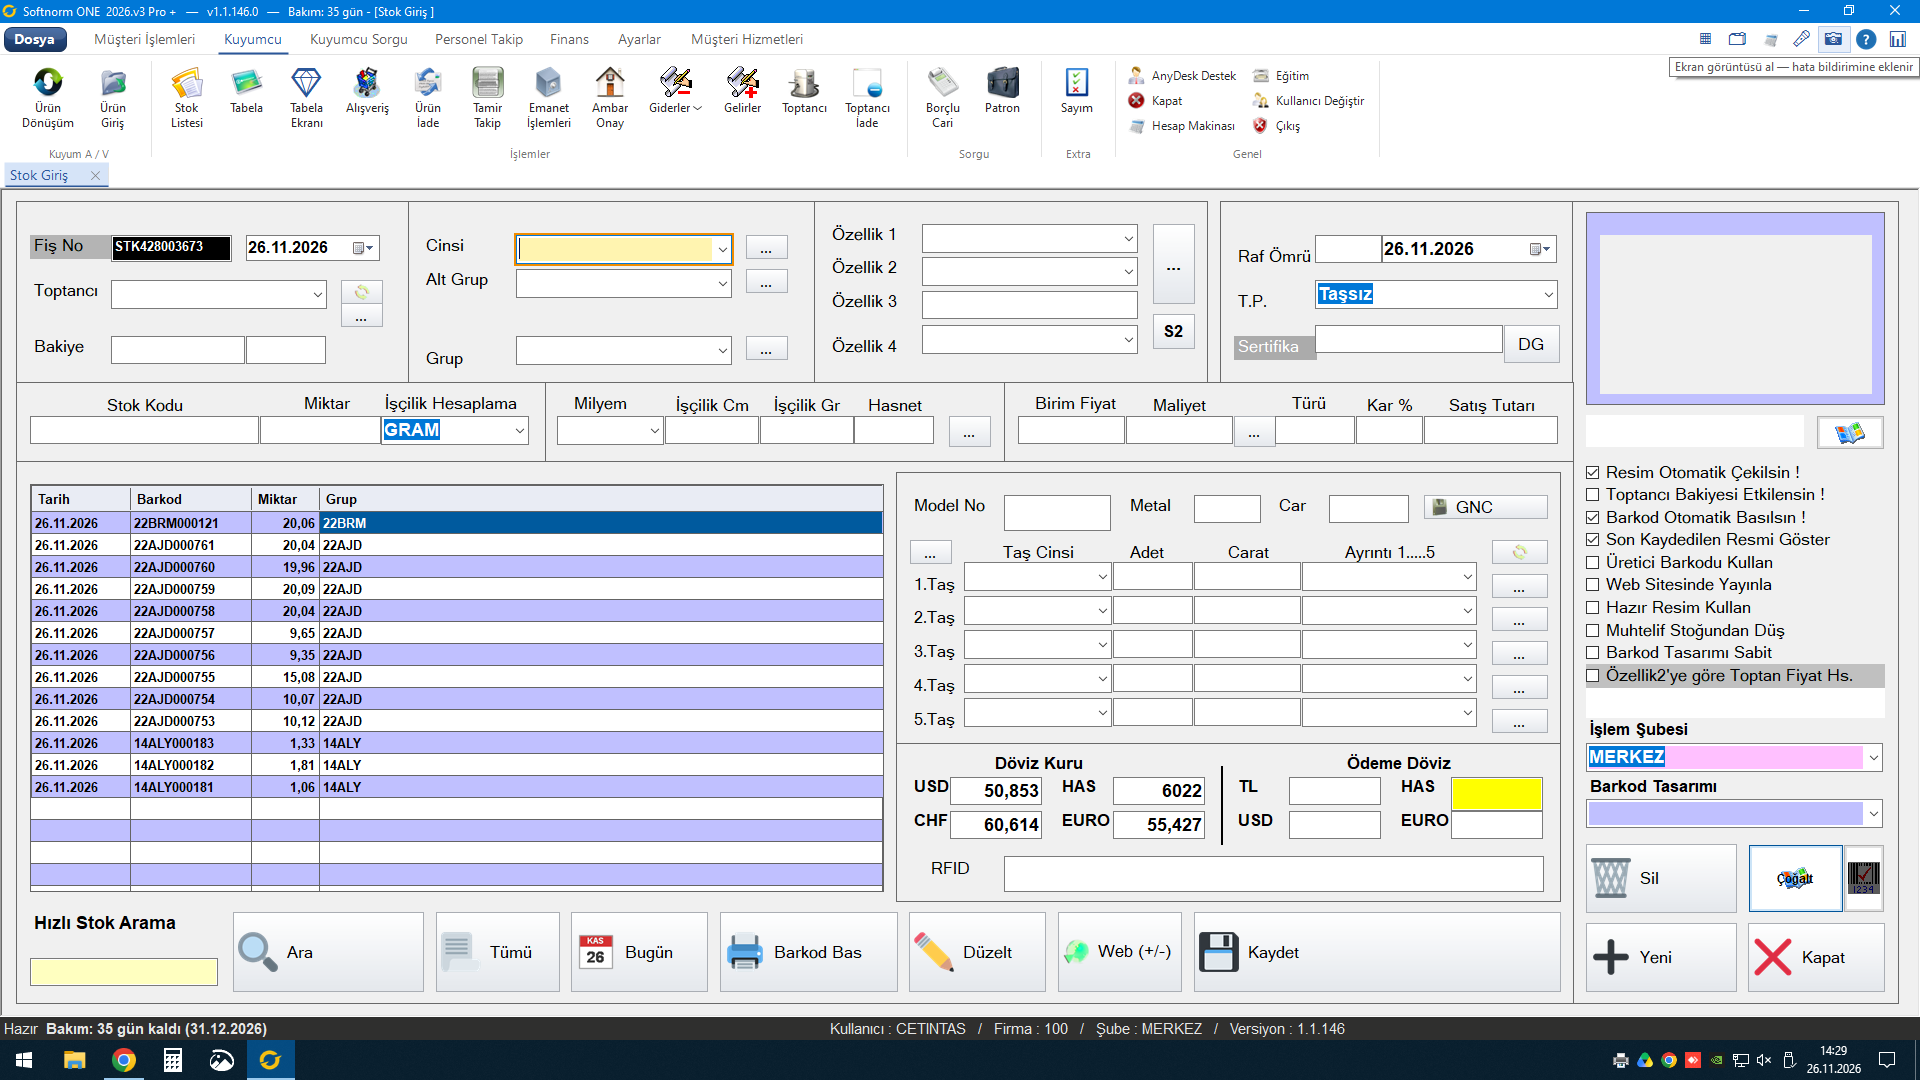 Softnorm ONE 2026.v3 Pro + — v1.1.146.0 — Bakım: 35 gün - [Stok Giriş ]
Dosya Müşteri İşlemleri Kuyumcu Kuyumcu Sorgu Personel Takip Finans Ayarlar Müşteri Hizmetleri
Ekran görüntüsü al — hata bildirimine eklenir
Ürün Dönüşüm
Ürün Giriş
Stok Listesi
Tabela
Tabela Ekranı
Alışveriş
Ürün İade
Tamir Takip
Emanet İşlemleri
Ambar Onay
Giderler
Gelirler
Toptancı
Toptancı İade
Borçlu Cari
Patron
Sayım
AnyDesk Destek
Kapat
Hesap Makinası
Eğitim
Kullanıcı Değiştir
Çıkış
Kuyum A / V İşlemler Sorgu Extra Genel
Stok Giriş
Fiş No STK428003673 26.11.2026
Toptancı
...
Bakiye
Cinsi ...
Alt Grup ...
Grup ...
Özellik 1
Özellik 2
Özellik 3
Özellik 4
...
S2
Raf Ömrü 26.11.2026
T.P. Taşsız
Sertifika DG
Stok Kodu Miktar İşçilik Hesaplama
GRAM
Milyem İşçilik Cm İşçilik Gr Hasnet
...
Birim Fiyat Maliyet Türü Kar % Satış Tutarı
...
Tarih Barkod Miktar Grup
26.11.2026 22BRM000121 20,06 22BRM
26.11.2026 22AJD000761 20,04 22AJD
26.11.2026 22AJD000760 19,96 22AJD
26.11.2026 22AJD000759 20,09 22AJD
26.11.2026 22AJD000758 20,04 22AJD
26.11.2026 22AJD000757 9,65 22AJD
26.11.2026 22AJD000756 9,35 22AJD
26.11.2026 22AJD000755 15,08 22AJD
26.11.2026 22AJD000754 10,07 22AJD
26.11.2026 22AJD000753 10,12 22AJD
26.11.2026 14ALY000183 1,33 14ALY
26.11.2026 14ALY000182 1,81 14ALY
26.11.2026 14ALY000181 1,06 14ALY
Model No Metal Car GNC
... Taş Cinsi Adet Carat Ayrıntı 1.....5
1.Taş ...
2.Taş ...
3.Taş ...
4.Taş ...
5.Taş ...
Döviz Kuru Ödeme Döviz
USD 50,853 HAS 6022 TL HAS
CHF 60,614 EURO 55,427 USD EURO
RFID
Resim Otomatik Çekilsin !
Toptancı Bakiyesi Etkilensin !
Barkod Otomatik Basılsın !
Son Kaydedilen Resmi Göster
Üretici Barkodu Kullan
Web Sitesinde Yayınla
Hazır Resim Kullan
Muhtelif Stoğundan Düş
Barkod Tasarımı Sabit
Özellik2'ye göre Toptan Fiyat Hs.
İşlem Şubesi
MERKEZ
Barkod Tasarımı
Sil Çoğalt 1234
Yeni Kapat
Hızlı Stok Arama
Ara Tümü KAS 26 Bugün Barkod Bas Düzelt Web (+/-) Kaydet
Hazır Bakım: 35 gün kaldı (31.12.2026) Kullanıcı : CETINTAS / Firma : 100 / Şube : MERKEZ / Versiyon : 1.1.146
14:29
26.11.2026